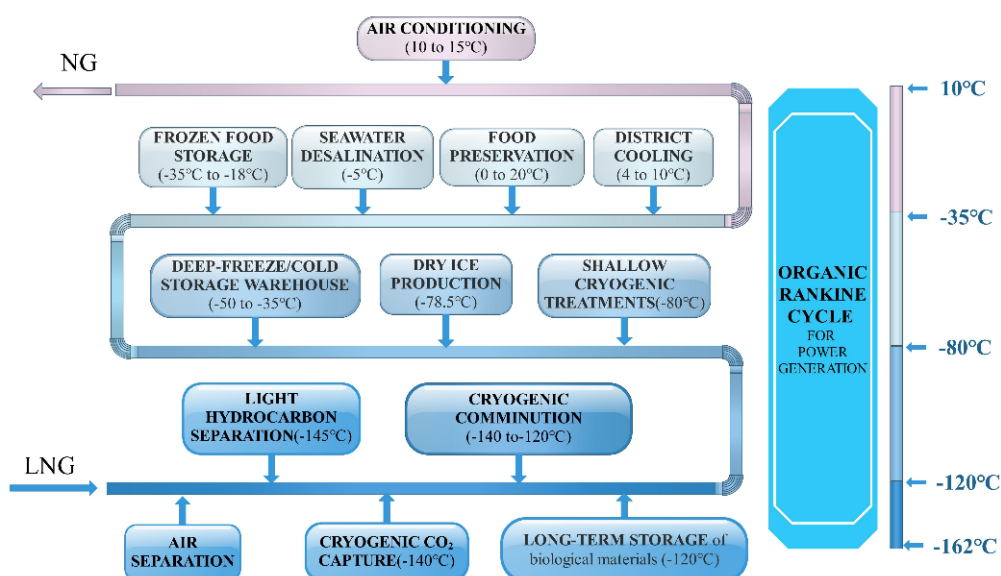 AIR CONDITIONING
(10 to 15℃)
NG
FROZEN FOOD
STORAGE
(-35℃ to -18℃)
SEAWATER
DESALINATION
(-5℃)
FOOD
PRESERVATION
(0 to 20℃)
DISTRICT
COOLING
(4 to 10℃)
DEEP-FREEZE/COLD
STORAGE WAREHOUSE
(-50 to -35℃)
DRY ICE
PRODUCTION
(-78.5℃)
SHALLOW
CRYOGENIC
TREATMENTS(-80℃)
LIGHT
HYDROCARBON
SEPARATION(-145℃)
CRYOGENIC
COMMINUTION
(-140 to-120℃)
LNG
AIR
SEPARATION
CRYOGENIC CO₂
CAPTURE(-140℃)
LONG-TERM STORAGE of
biological materials (-120℃)
ORGANIC
RANKINE
CYCLE
FOR
POWER
GENERATION
10℃
-35℃
-80℃
-120℃
-162℃